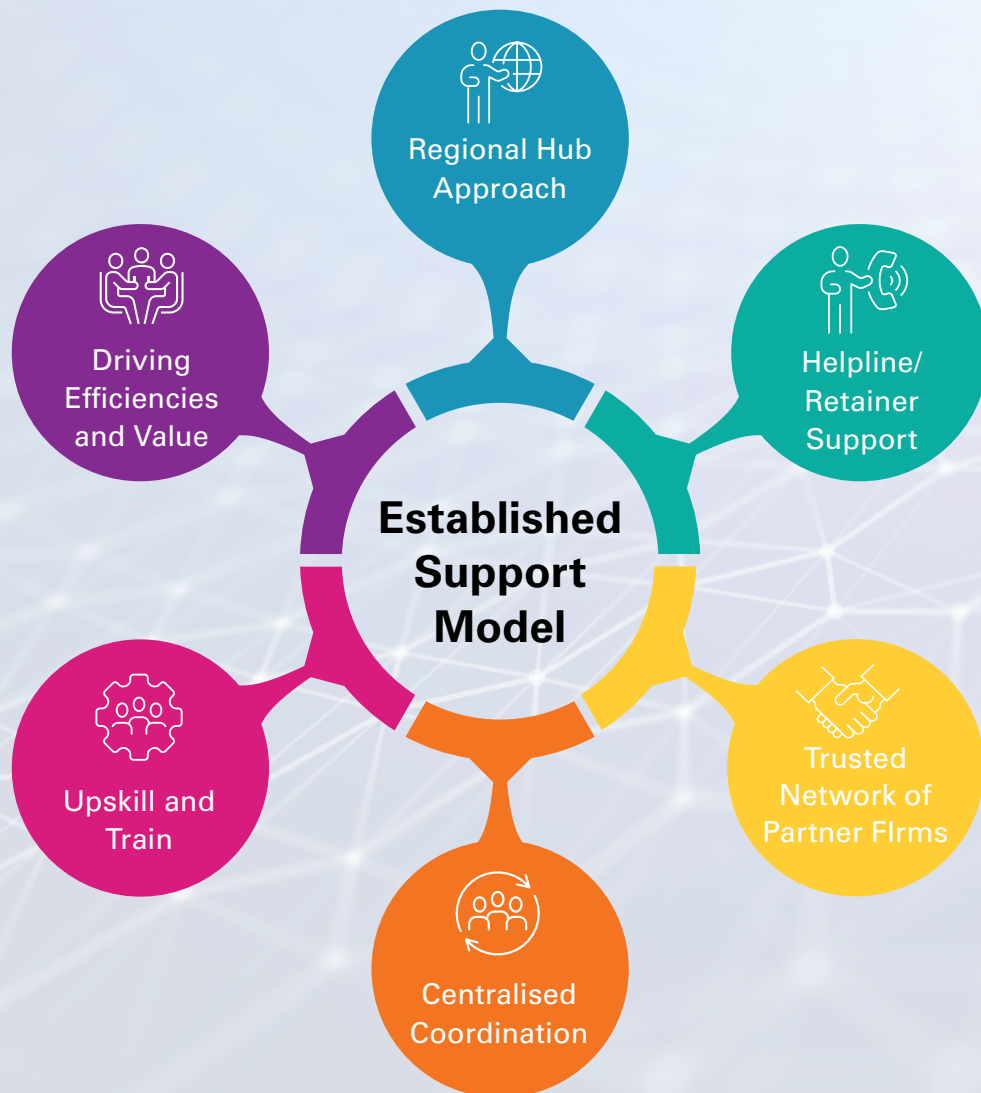 Regional Hub
Approach
Helpline/
Retainer
Support
Trusted
Network of
Partner FIrms
Centralised
Coordination
Upskill and
Train
Driving
Efficiencies
and Value
Established
Support
Model